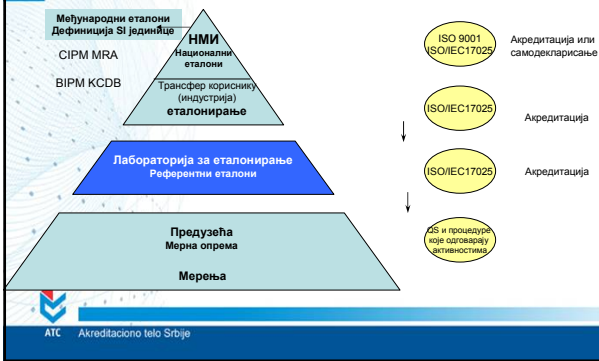 Међународни еталони
Дефиниција SI јединице
CIPM MRA
BIPM KCDB
НМИ
Национални
еталони
Трансфер кориснику
(индустрија)
еталонирање
Лабораторија за еталонирање
Референтни еталони
Предузећа
Мерна опрема
Мерења
ISO 9001
ISO/IEC17025
Акредитација или
самодекларисање
ISO/IEC17025
Акредитација
ISO/IEC17025
Акредитација
QS и процедуре
које одговарају
активностима
ATC Akreditaciono telo Srbije